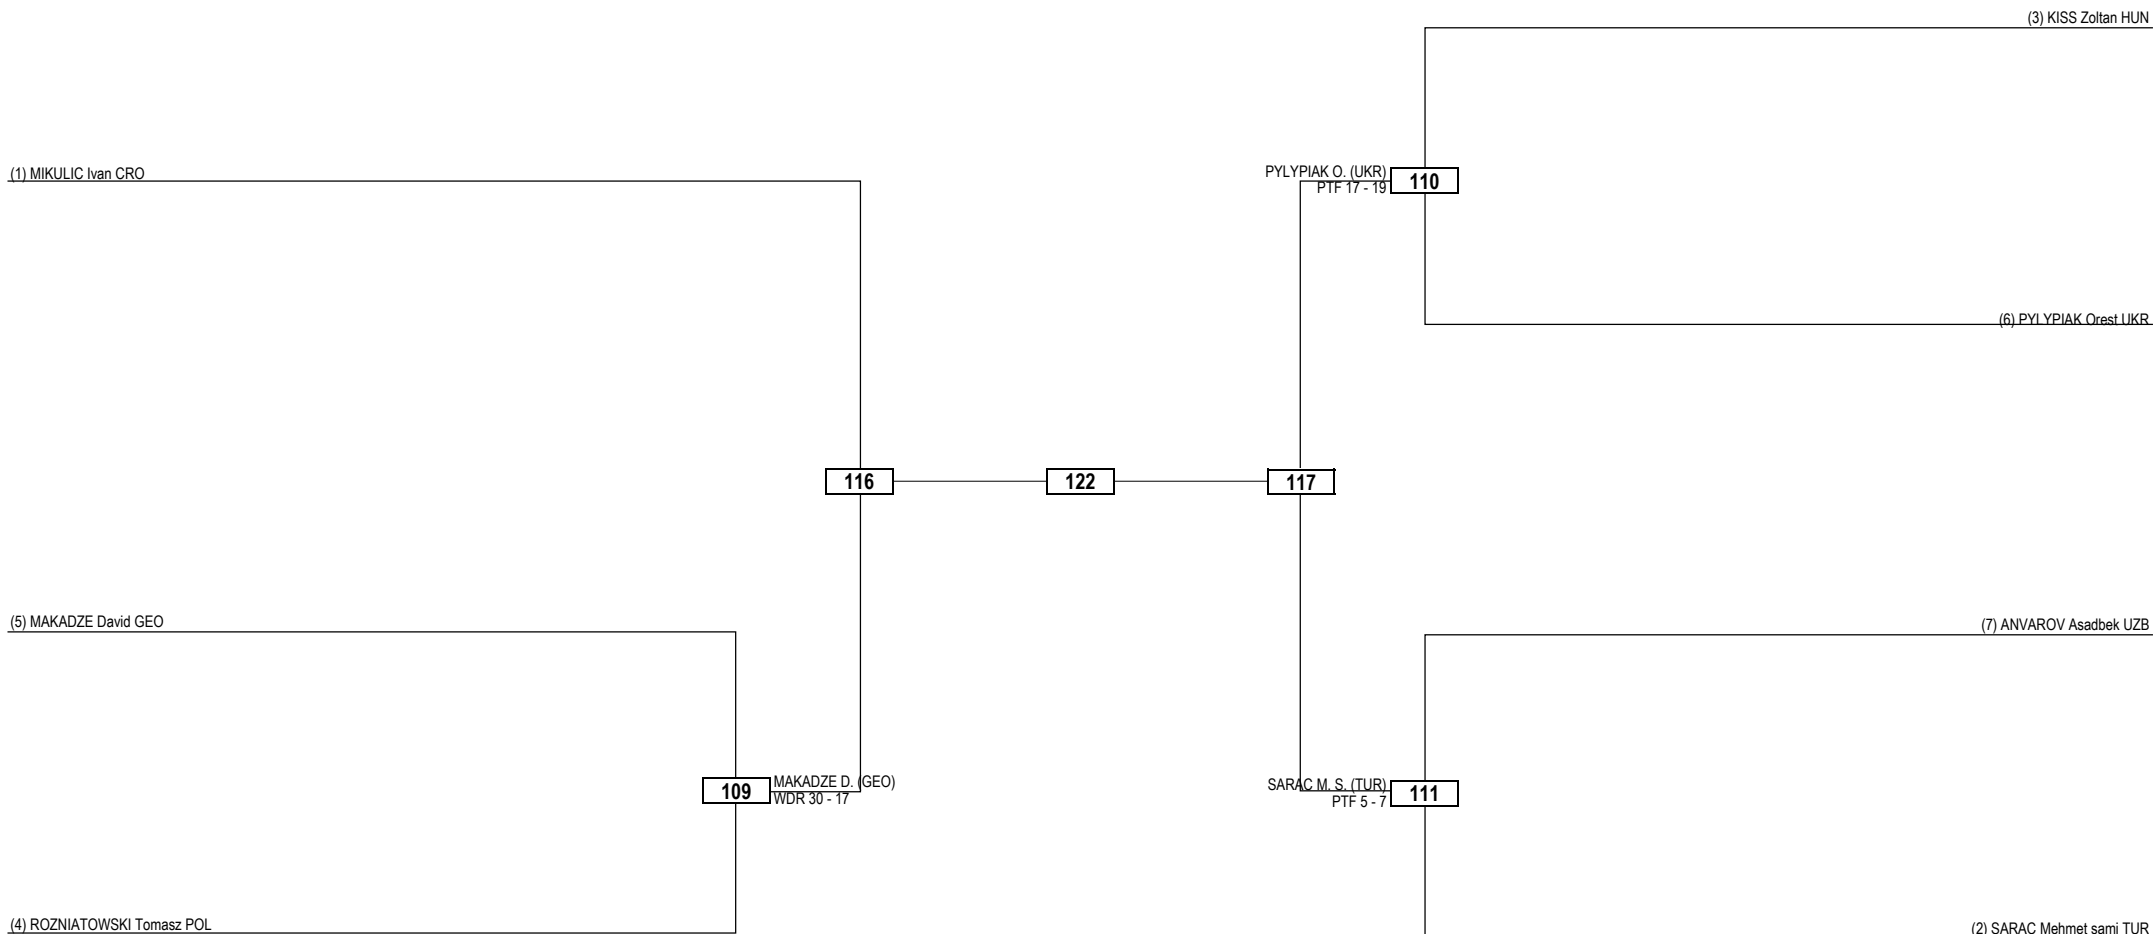 (3) KISS Zoltan HUN
(1) MIKULIC Ivan CRO
PYLYPIAK O. (UKR)
PTF 17 - 19
110
(6) PYLYPIAK Orest UKR
116
122
117
(5) MAKADZE David GEO
(7) ANVAROV Asadbek UZB
109
MAKADZE D. (GEO)
WDR 30 - 17
SARAC M. S. (TUR)
PTF 5 - 7
111
(4) ROZNIATOWSKI Tomasz POL
(2) SARAC Mehmet sami TUR